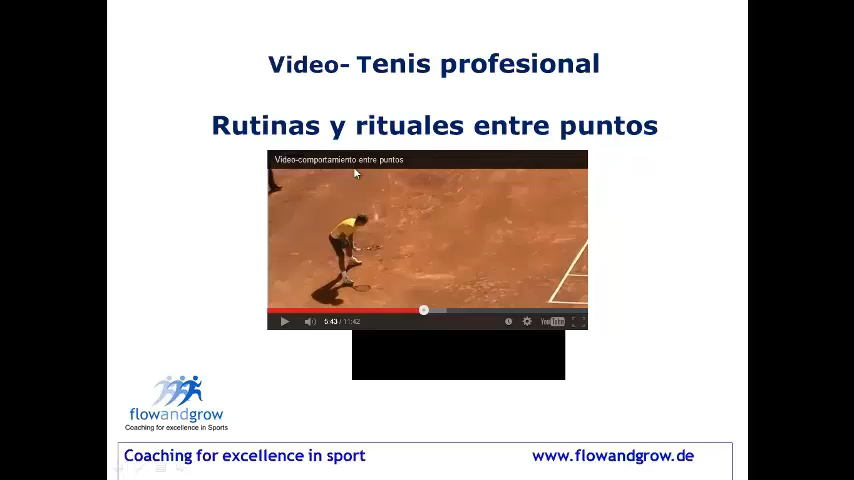 Video- Tenis profesional
Rutinas y rituales entre puntos
Video-comportamiento entre puntos
5:43 / 11:42
YouTube
flowandgrow
Coaching for excellence in Sports
Coaching for excellence in sport
www.flowandgrow.de